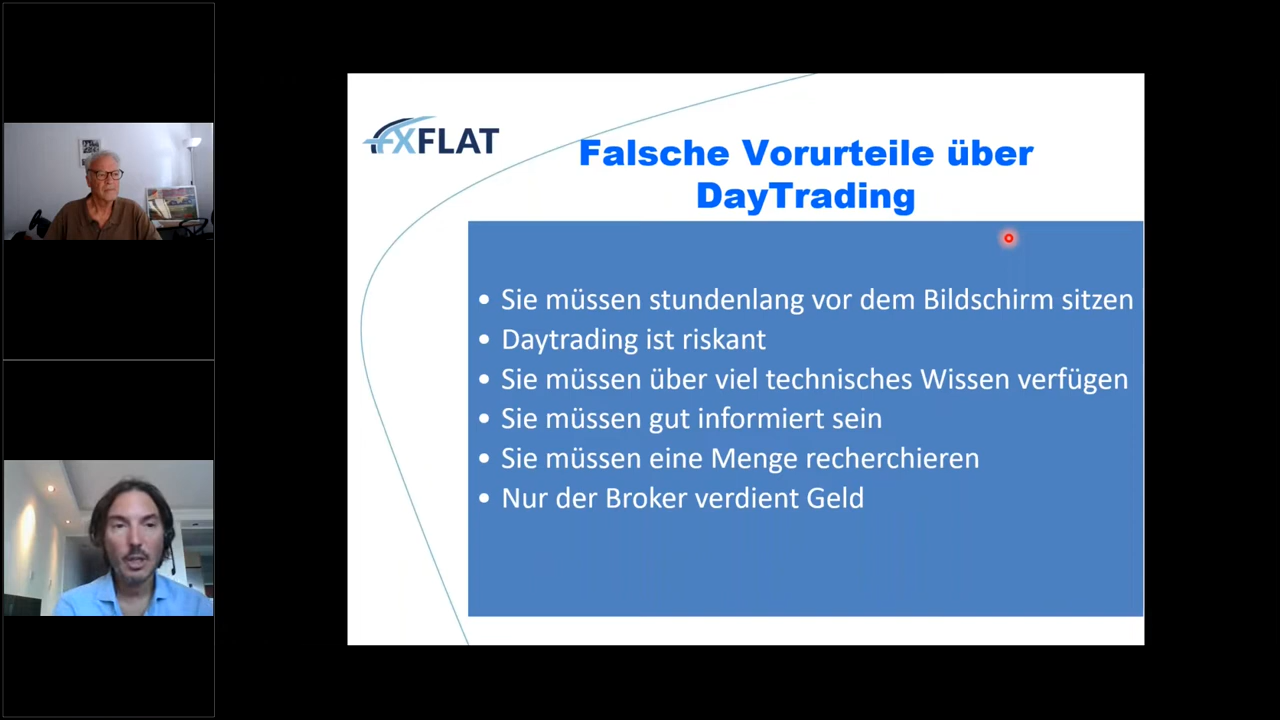 FXFLAT
Falsche Vorurteile über
DayTrading
• Sie müssen stundenlang vor dem Bildschirm sitzen
• Daytrading ist riskant
• Sie müssen über viel technisches Wissen verfügen
• Sie müssen gut informiert sein
• Sie müssen eine Menge recherchieren
• Nur der Broker verdient Geld